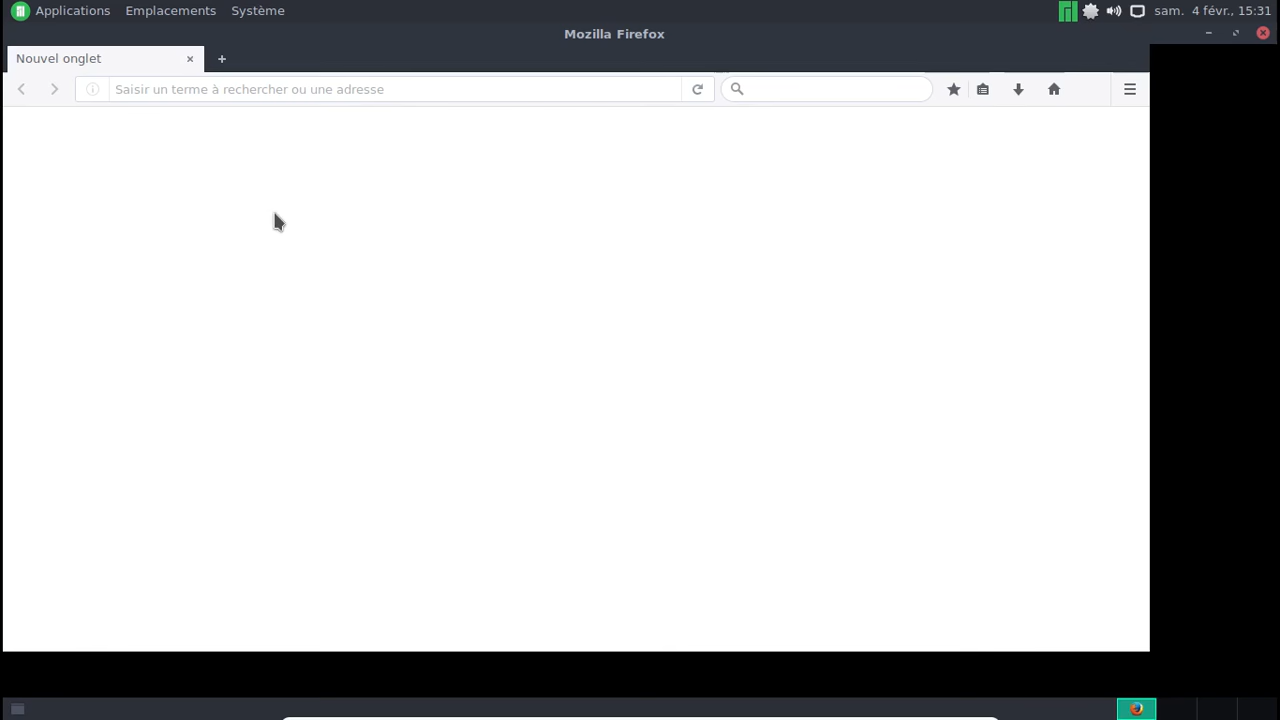 Applications Emplacements Système sam. 4 févr., 15:31
Mozilla Firefox
Nouvel onglet
Saisir un terme à rechercher ou une adresse